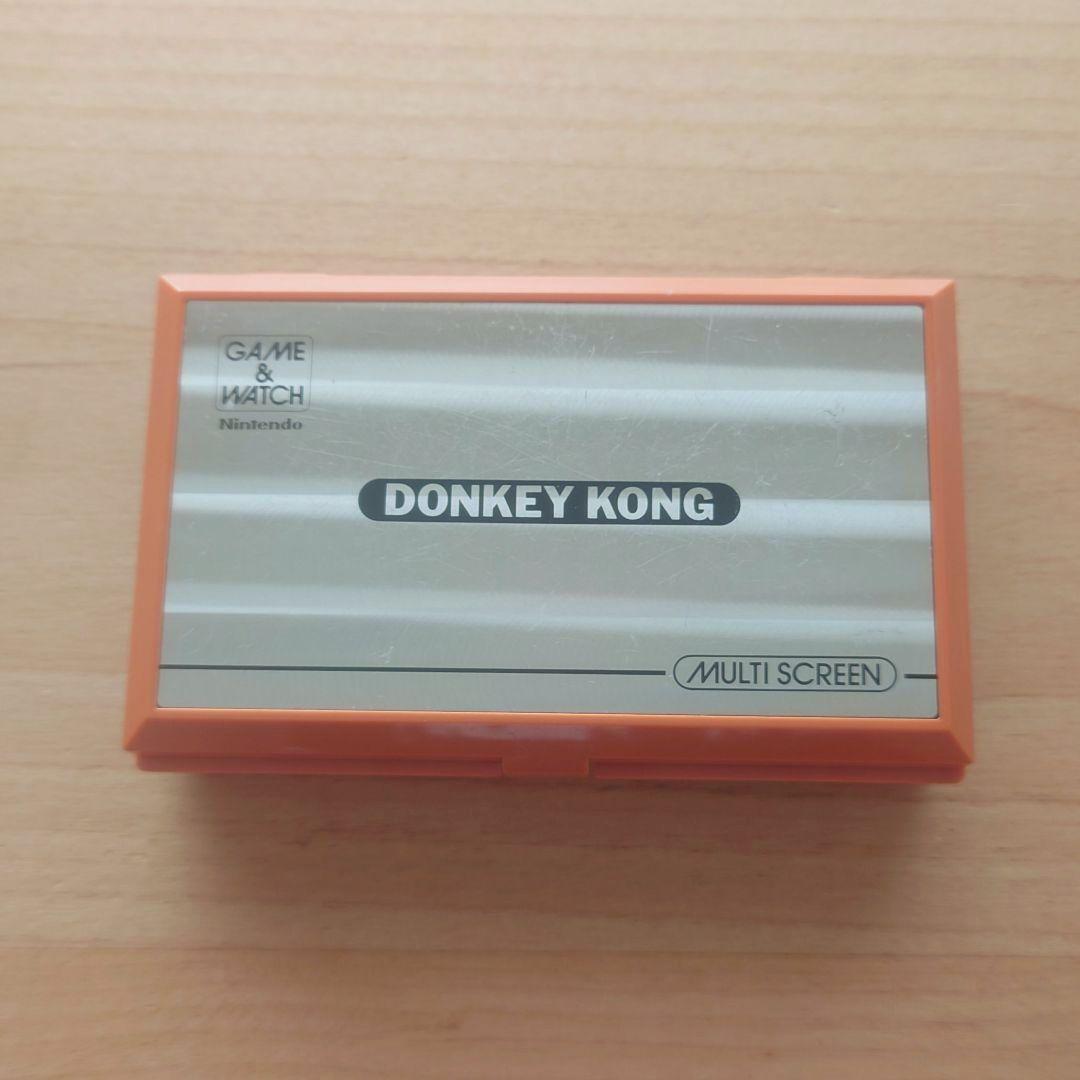 GAME
&
WATCH
Nintendo
DONKEY KONG
MULTI SCREEN